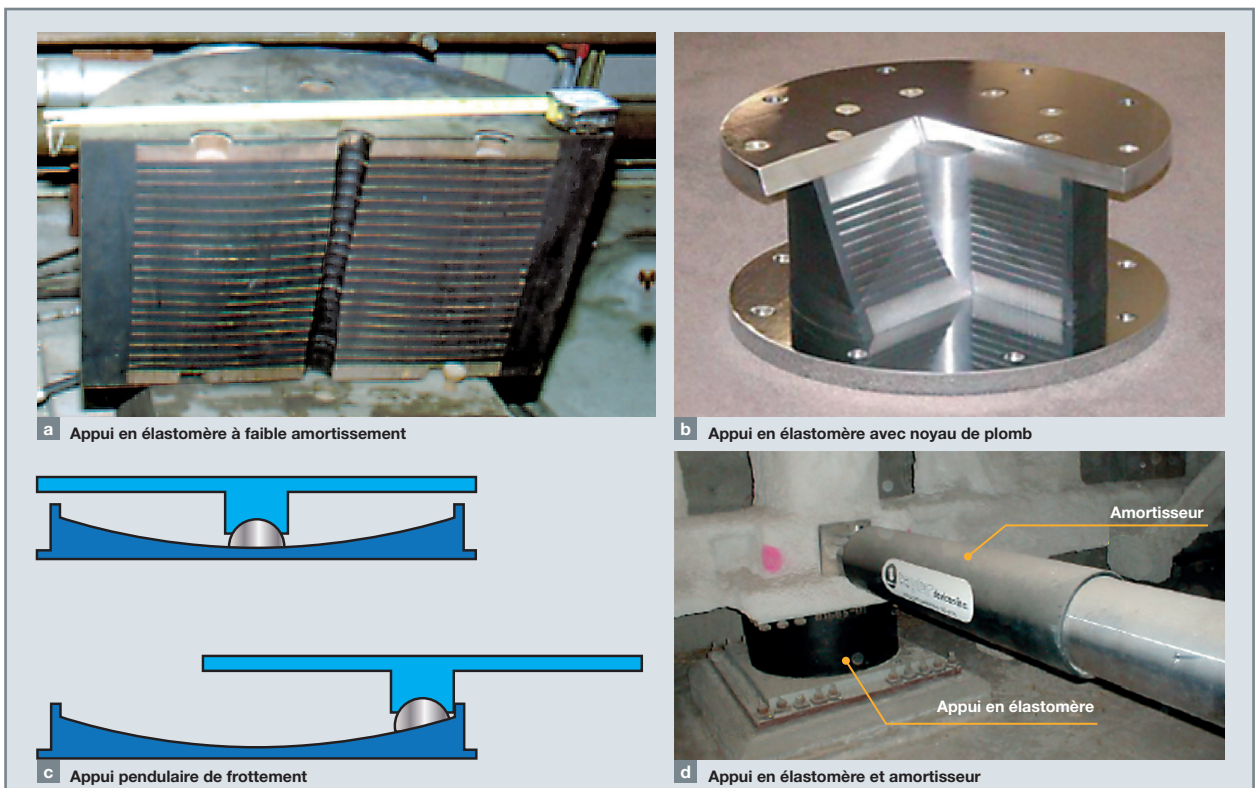 a Appui en élastomère à faible amortissement
b Appui en élastomère avec noyau de plomb
c Appui pendulaire de frottement
Amortisseur
Appui en élastomère
d Appui en élastomère et amortisseur